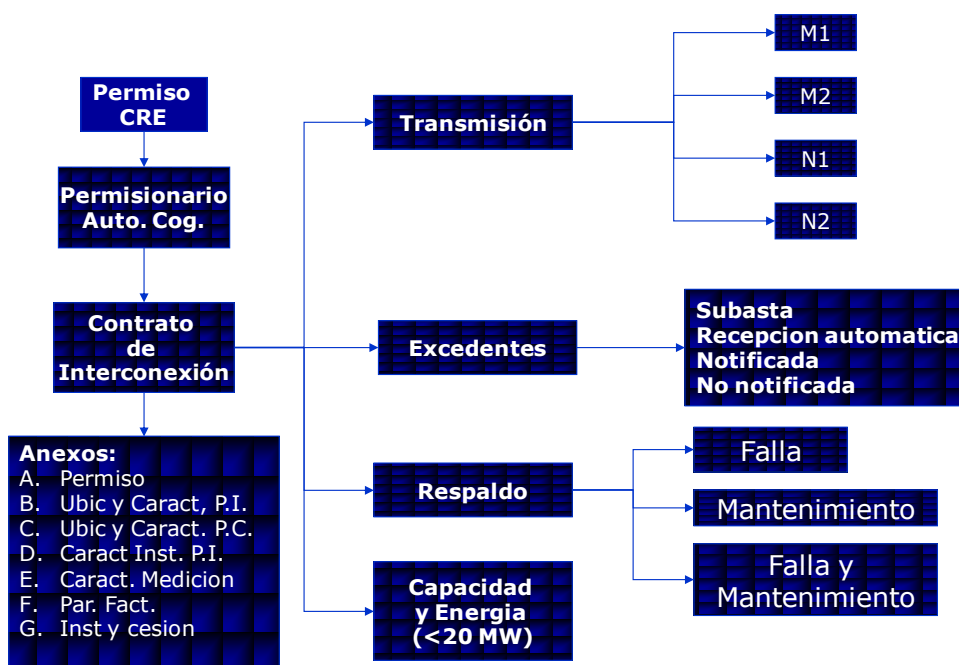 Permiso
CRE
Permisionario
Auto. Cog.
Contrato
de
Interconexión
Anexos:
A. Permiso
B. Ubic y Caract, P.I.
C. Ubic y Caract. P.C.
D. Caract Inst. P.I.
E. Caract. Medicion
F. Par. Fact.
G. Inst y cesion
Transmisión
M1
M2
N1
N2
Excedentes
Subasta
Recepcion automatica
Notificada
No notificada
Respaldo
Falla
Mantenimiento
Falla y
Mantenimiento
Capacidad
y Energia
(<20 MW)